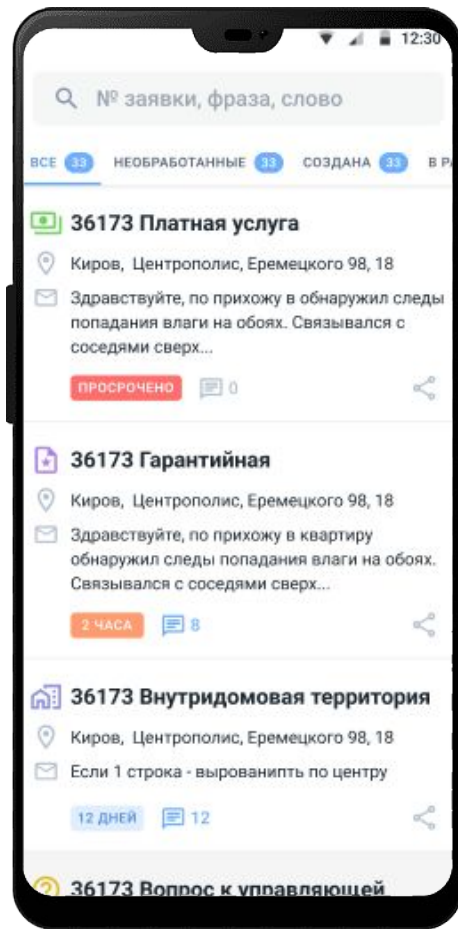 12:30
№ заявки, фраза, слово
ВСЕ 33 НЕОБРАБОТАННЫЕ 33 СОЗДАНА 33 В РА
36173 Платная услуга
Киров, Центрополис, Еремецкого 98, 18
Здравствуйте, по прихожу в обнаружил следы
попадания влаги на обоях. Связывался с
соседями сверх...
ПРОСРОЧЕНО 0
36173 Гарантийная
Киров, Центрополис, Еремецкого 98, 18
Здравствуйте, по прихожу в квартиру
обнаружил следы попадания влаги на обоях.
Связывался с соседями сверх...
2 ЧАСА 8
36173 Внутридомовая территория
Киров, Центрополис, Еремецкого 98, 18
Если 1 строка - вырованипть по центру
12 ДНЕЙ 12
36173 Вопрос к управляющей